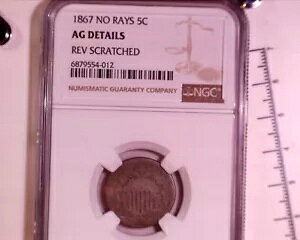 1867 NO RAYS 5C
AG DETAILS
REV SCRATCHED
6879554-012
NUMISMATIC GUARANTY COMPANY
NGC